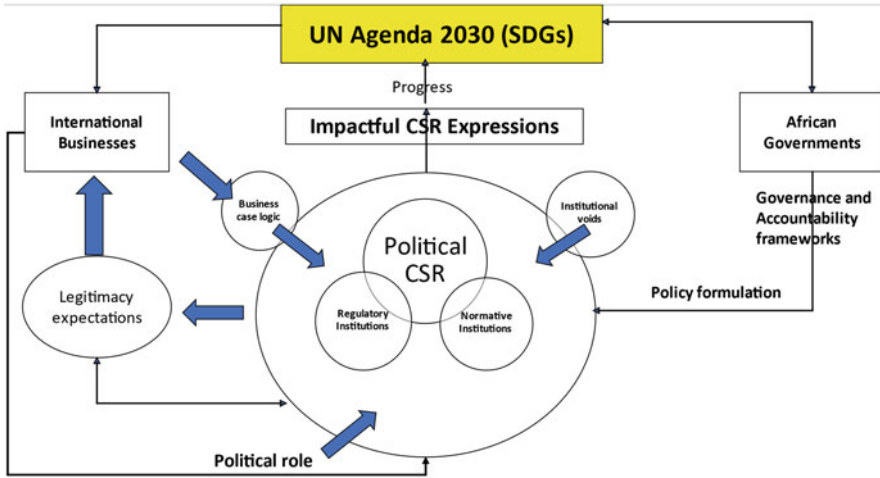 UN Agenda 2030 (SDGs)
Progress
International
Businesses
Impactful CSR Expressions
African
Governments
Business
case logic
Institutional
voids
Governance and
Accountability
frameworks
Political
CSR
Legitimacy
expectations
Regulatory
Institutions
Normative
Institutions
Policy formulation
Political role